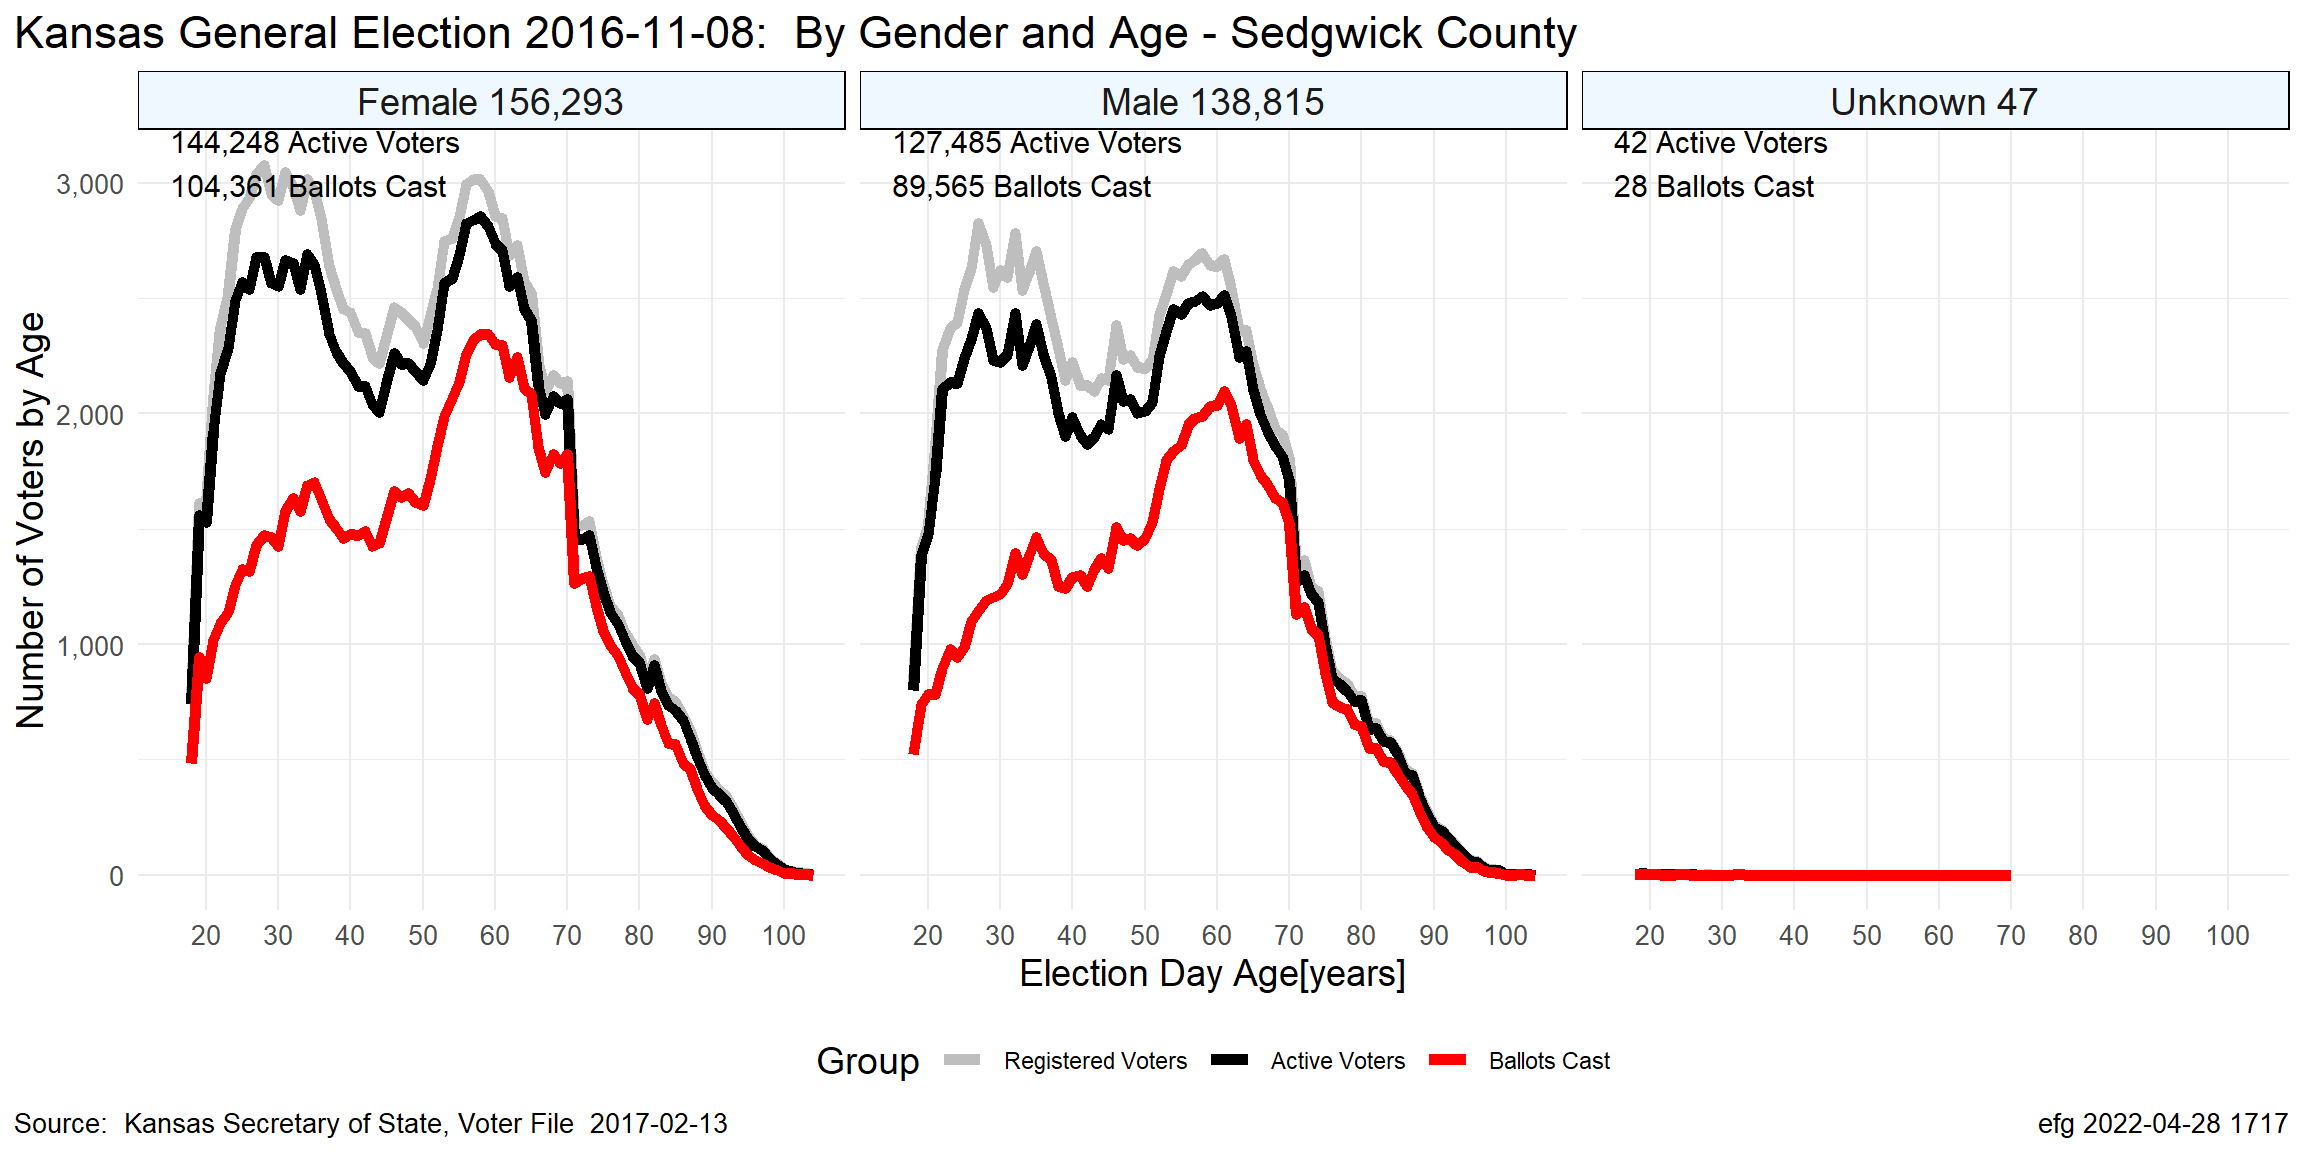 Kansas General Election 2016-11-08:  By Gender and Age - Sedgwick County
Female 156,293
Male 138,815
Unknown 47
144,248 Active Voters
104,361 Ballots Cast
127,485 Active Voters
89,565 Ballots Cast
42 Active Voters
28 Ballots Cast
Number of Voters by Age
3,000
2,000
1,000
0
20 30 40 50 60 70 80 90 100
20 30 40 50 60 70 80 90 100
20 30 40 50 60 70 80 90 100
Election Day Age[years]
Group Registered Voters Active Voters Ballots Cast
Source:  Kansas Secretary of State, Voter File  2017-02-13
efg 2022-04-28 1717